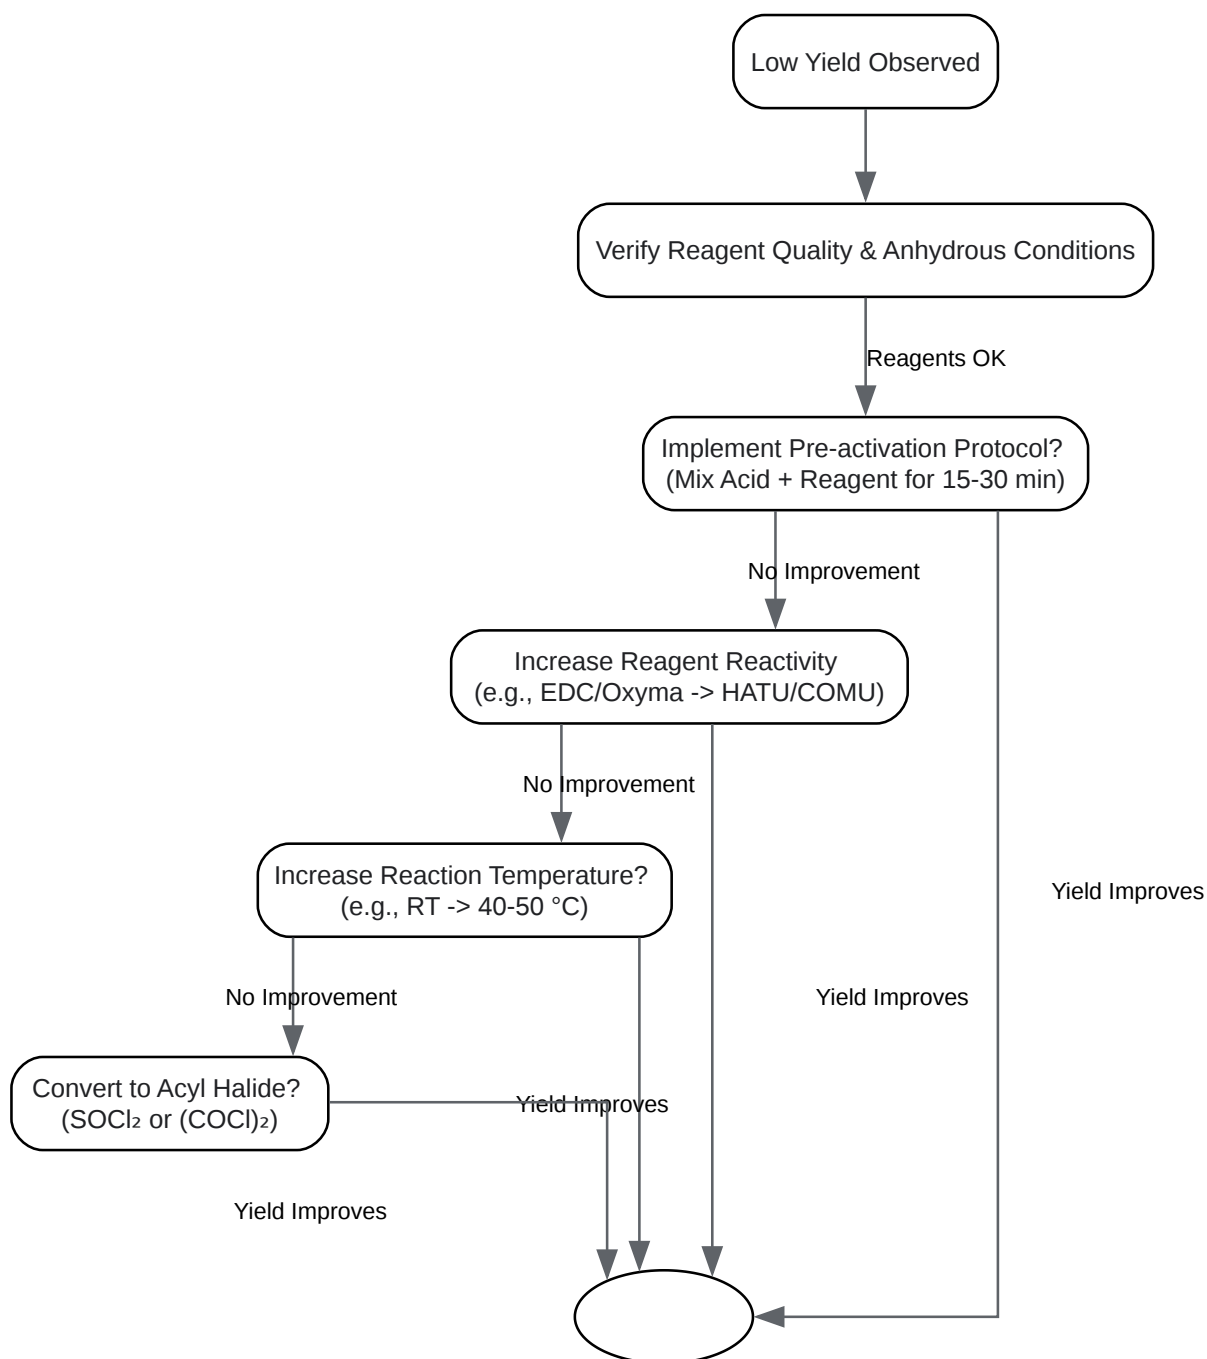 Low Yield Observed
Verify Reagent Quality & Anhydrous Conditions
Reagents OK
Implement Pre-activation Protocol?
(Mix Acid + Reagent for 15-30 min)
No Improvement
Increase Reagent Reactivity
(e.g., EDC/Oxyma -> HATU/COMU)
No Improvement
Increase Reaction Temperature?
(e.g., RT -> 40-50 °C)
Yield Improves
No Improvement
Yield Improves
Convert to Acyl Halide?
(SOCl₂ or (COCl)₂)
Yield Improves
Yield Improves